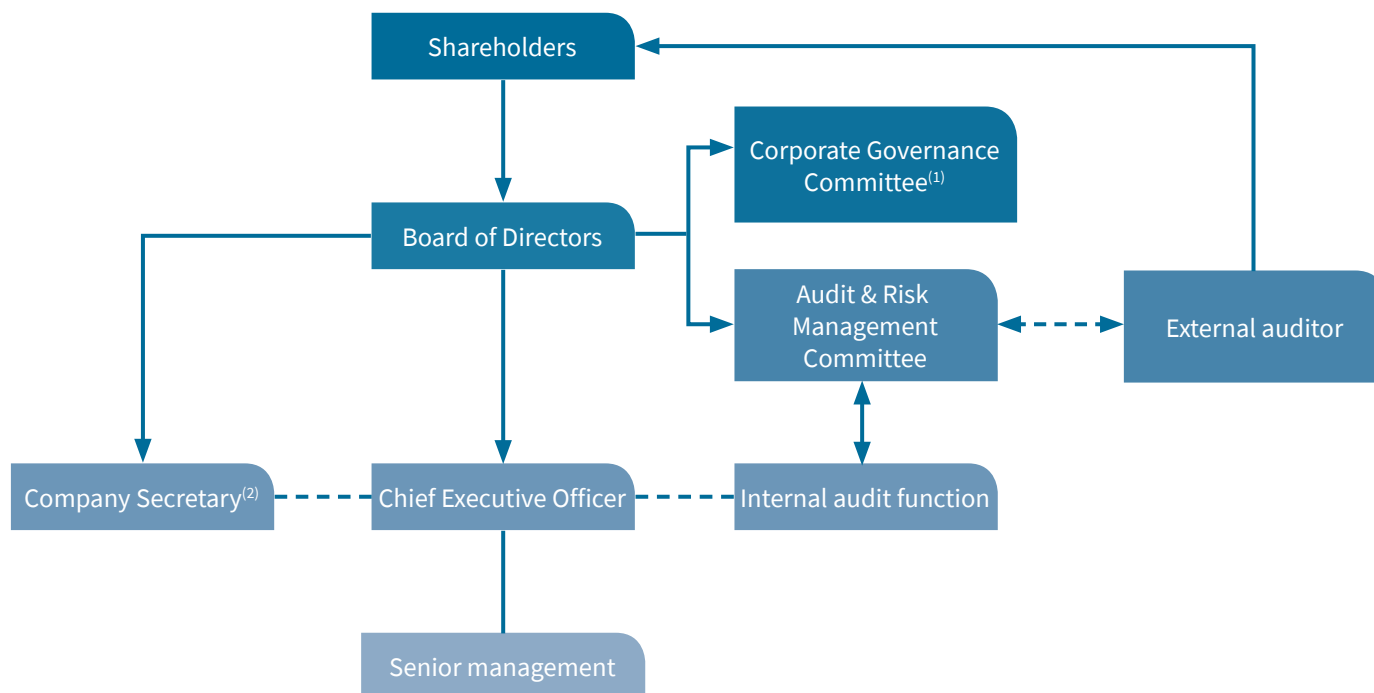 Shareholders
Corporate Governance
Committee(1)
Board of Directors
Audit & Risk
Management
Committee
External auditor
Company Secretary(2)
Chief Executive Officer
Internal audit function
Senior management